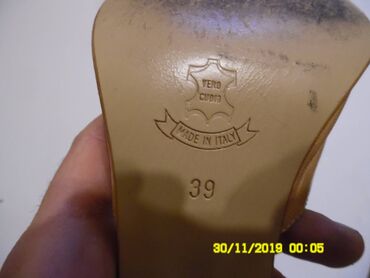 VERO
CUOIO
MADE IN ITALY
39
30/11/2019 00:05